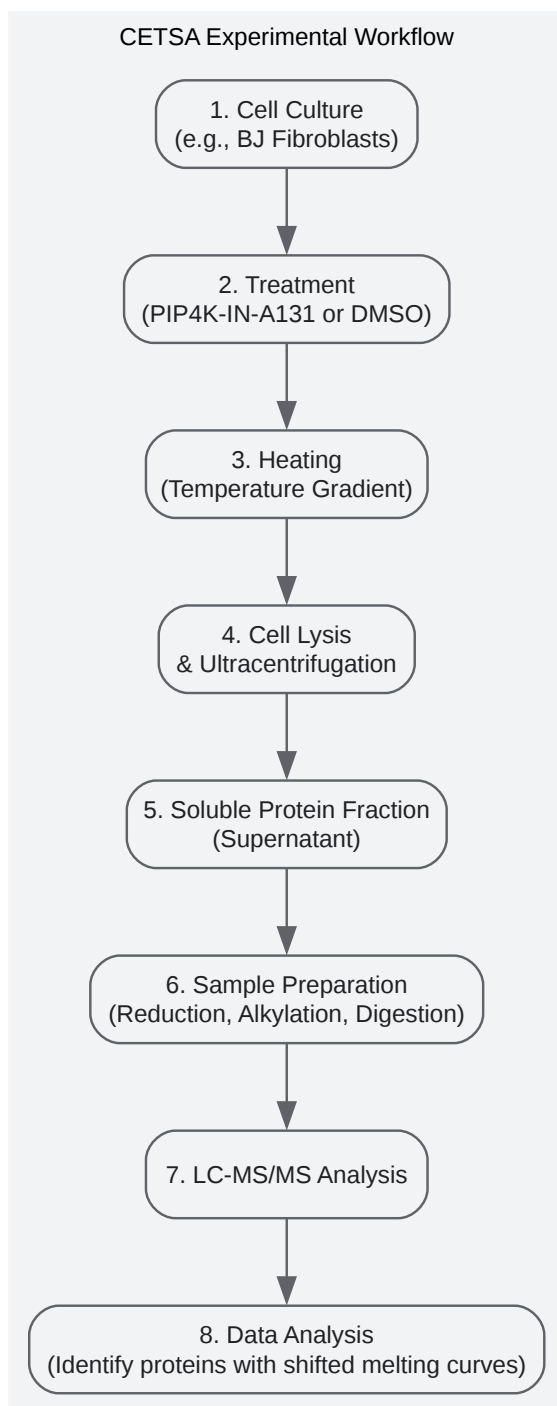 CETSA Experimental Workflow
1. Cell Culture
(e.g., BJ Fibroblasts)
2. Treatment
(PIP4K-IN-A131 or DMSO)
3. Heating
(Temperature Gradient)
4. Cell Lysis
& Ultracentrifugation
5. Soluble Protein Fraction
(Supernatant)
6. Sample Preparation
(Reduction, Alkylation, Digestion)
7. LC-MS/MS Analysis
8. Data Analysis
(Identify proteins with shifted melting curves)